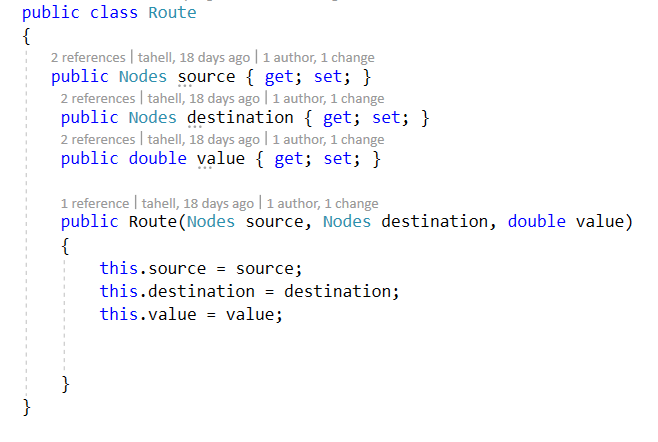 public class Route
{
2 references | tahell, 18 days ago | 1 author, 1 change
public Nodes source { get; set; }
2 references | tahell, 18 days ago | 1 author, 1 change
public Nodes destination { get; set; }
2 references | tahell, 18 days ago | 1 author, 1 change
public double value { get; set; }
1 reference | tahell, 18 days ago | 1 author, 1 change
public Route(Nodes source, Nodes destination, double value)
{
this.source = source;
this.destination = destination;
this.value = value;
}
}